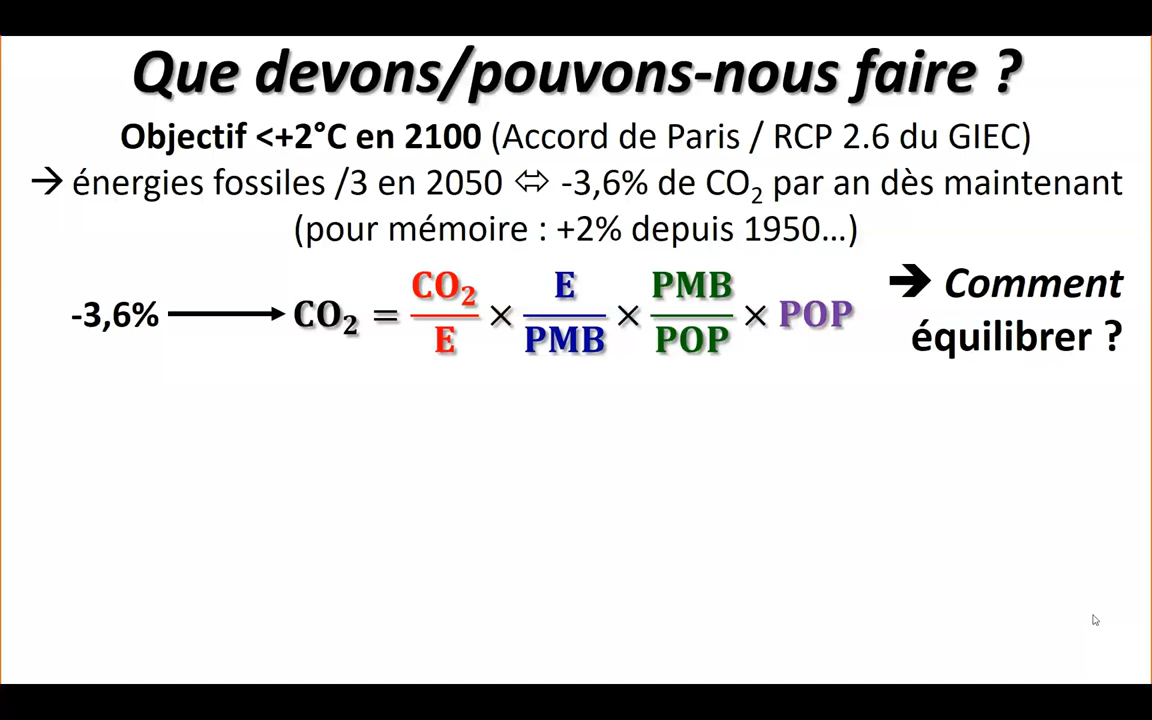 Que devons/pouvons-nous faire ?
Objectif <+2°C en 2100 (Accord de Paris / RCP 2.6 du GIEC)
→ énergies fossiles /3 en 2050 ⇔ -3,6% de CO₂ par an dès maintenant
(pour mémoire : +2% depuis 1950…)
-3,6% → CO₂ = CO₂/E × E/PMB × PMB/POP × POP
➔ Comment
équilibrer ?